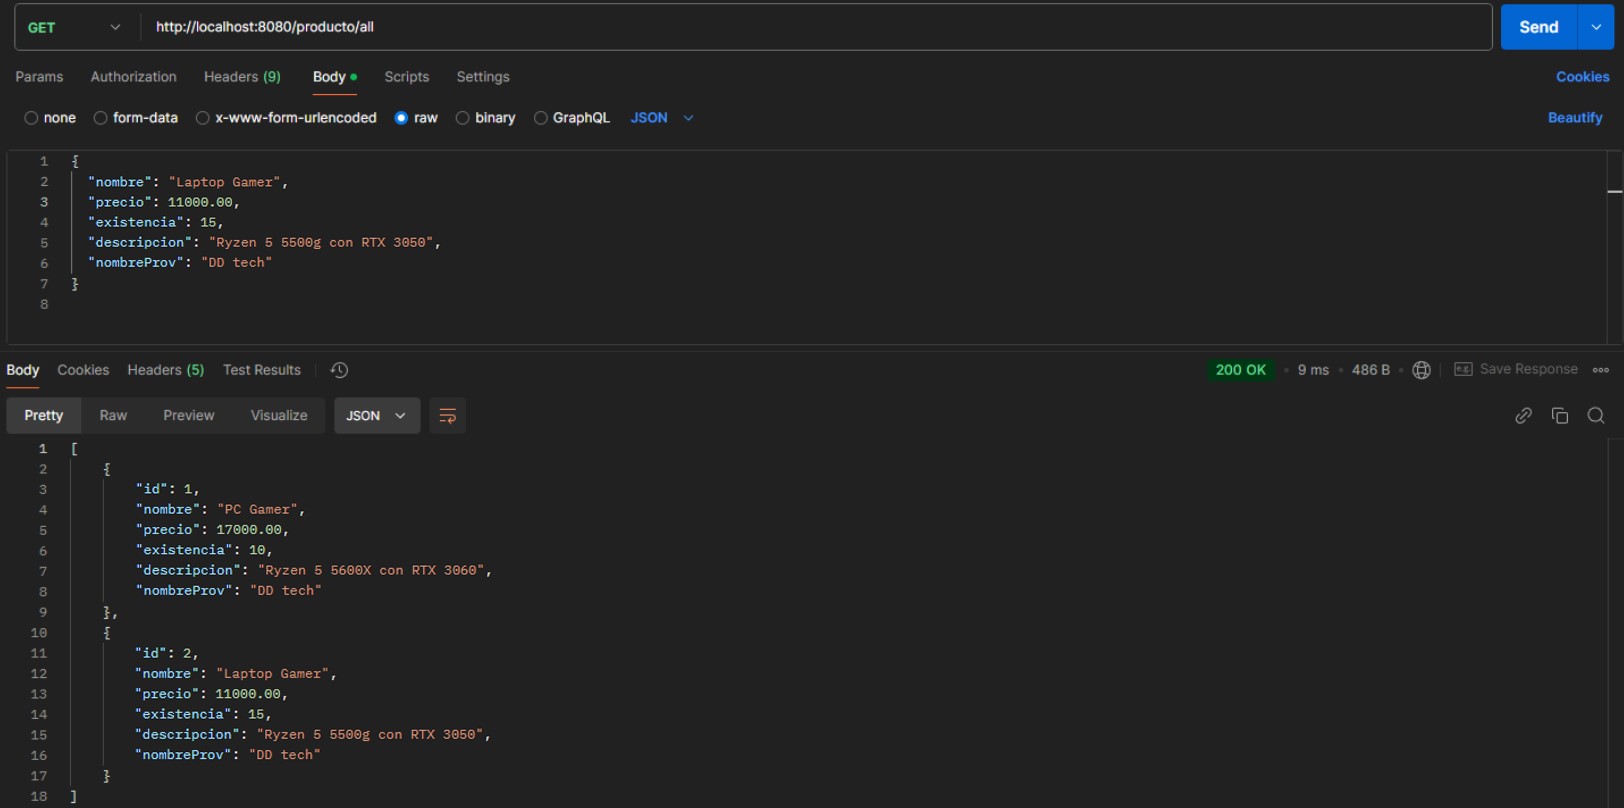 GET http://localhost:8080/producto/all Send
Params Authorization Headers (9) Body Scripts Settings Cookies
none form-data x-www-form-urlencoded raw binary GraphQL JSON Beautify
1 {
2 "nombre": "Laptop Gamer",
3 "precio": 11000.00,
4 "existencia": 15,
5 "descripcion": "Ryzen 5 5500g con RTX 3050",
6 "nombreProv": "DD tech"
7 }
8
Body Cookies Headers (5) Test Results 200 OK • 9 ms • 486 B e.g. Save Response
Pretty Raw Preview Visualize JSON
1 [
2 {
3 "id": 1,
4 "nombre": "PC Gamer",
5 "precio": 17000.00,
6 "existencia": 10,
7 "descripcion": "Ryzen 5 5600X con RTX 3060",
8 "nombreProv": "DD tech"
9 },
10 {
11 "id": 2,
12 "nombre": "Laptop Gamer",
13 "precio": 11000.00,
14 "existencia": 15,
15 "descripcion": "Ryzen 5 5500g con RTX 3050",
16 "nombreProv": "DD tech"
17 }
18 ]